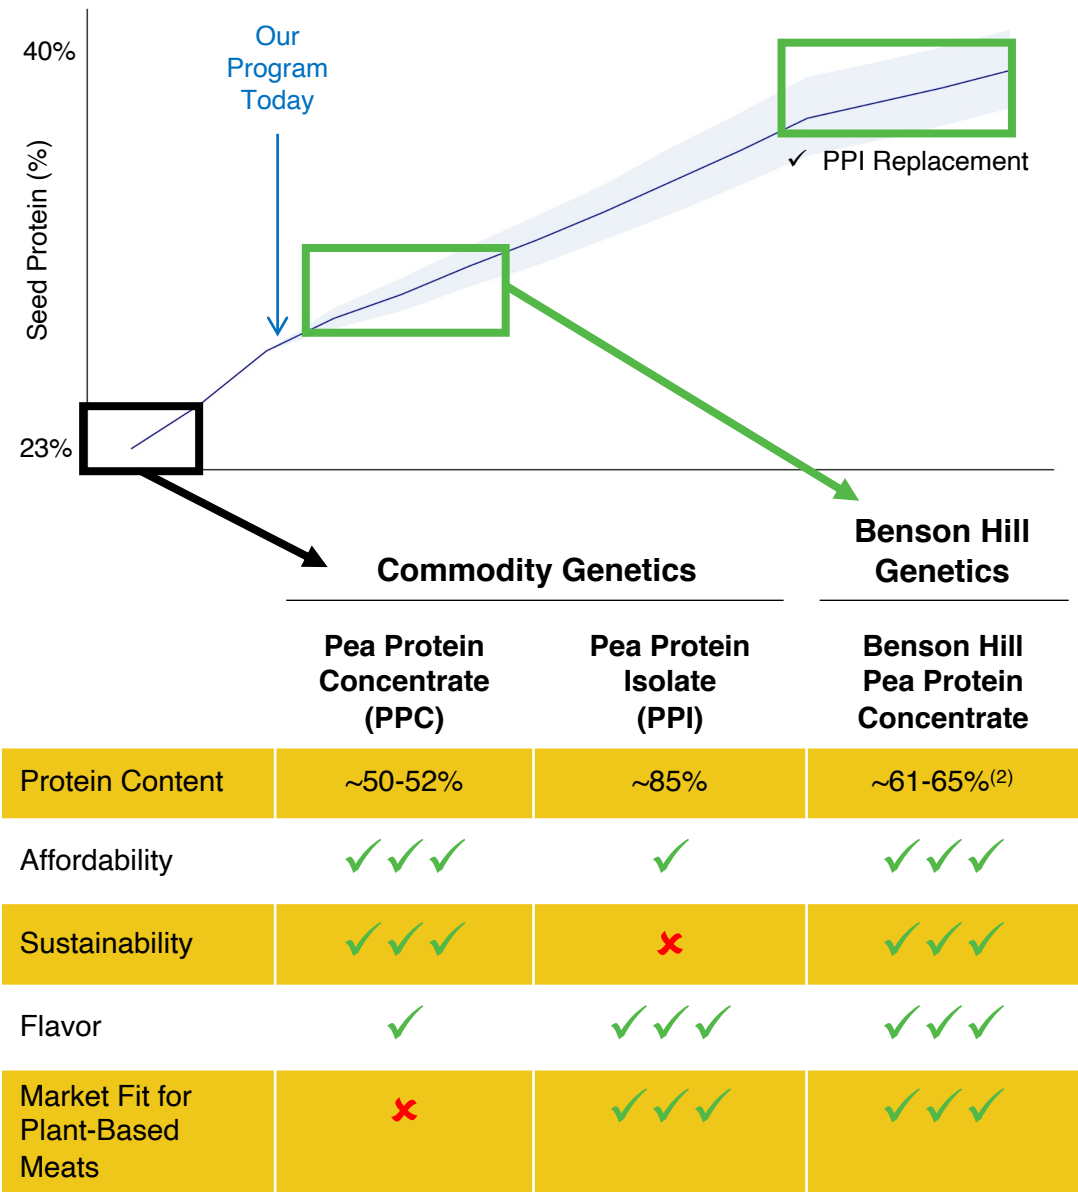 40%
Our
Program
Today
Seed Protein (%)
✓ PPI Replacement
23%
Commodity Genetics
Benson Hill
Genetics
Pea Protein
Concentrate
(PPC)
Pea Protein
Isolate
(PPI)
Benson Hill
Pea Protein
Concentrate
Protein Content ~50-52% ~85% ~61-65%(2)
Affordability ✓✓✓ ✓ ✓✓✓
Sustainability ✓✓✓ ✘ ✓✓✓
Flavor ✓ ✓✓✓ ✓✓✓
Market Fit for
Plant-Based
Meats ✘ ✓✓✓ ✓✓✓